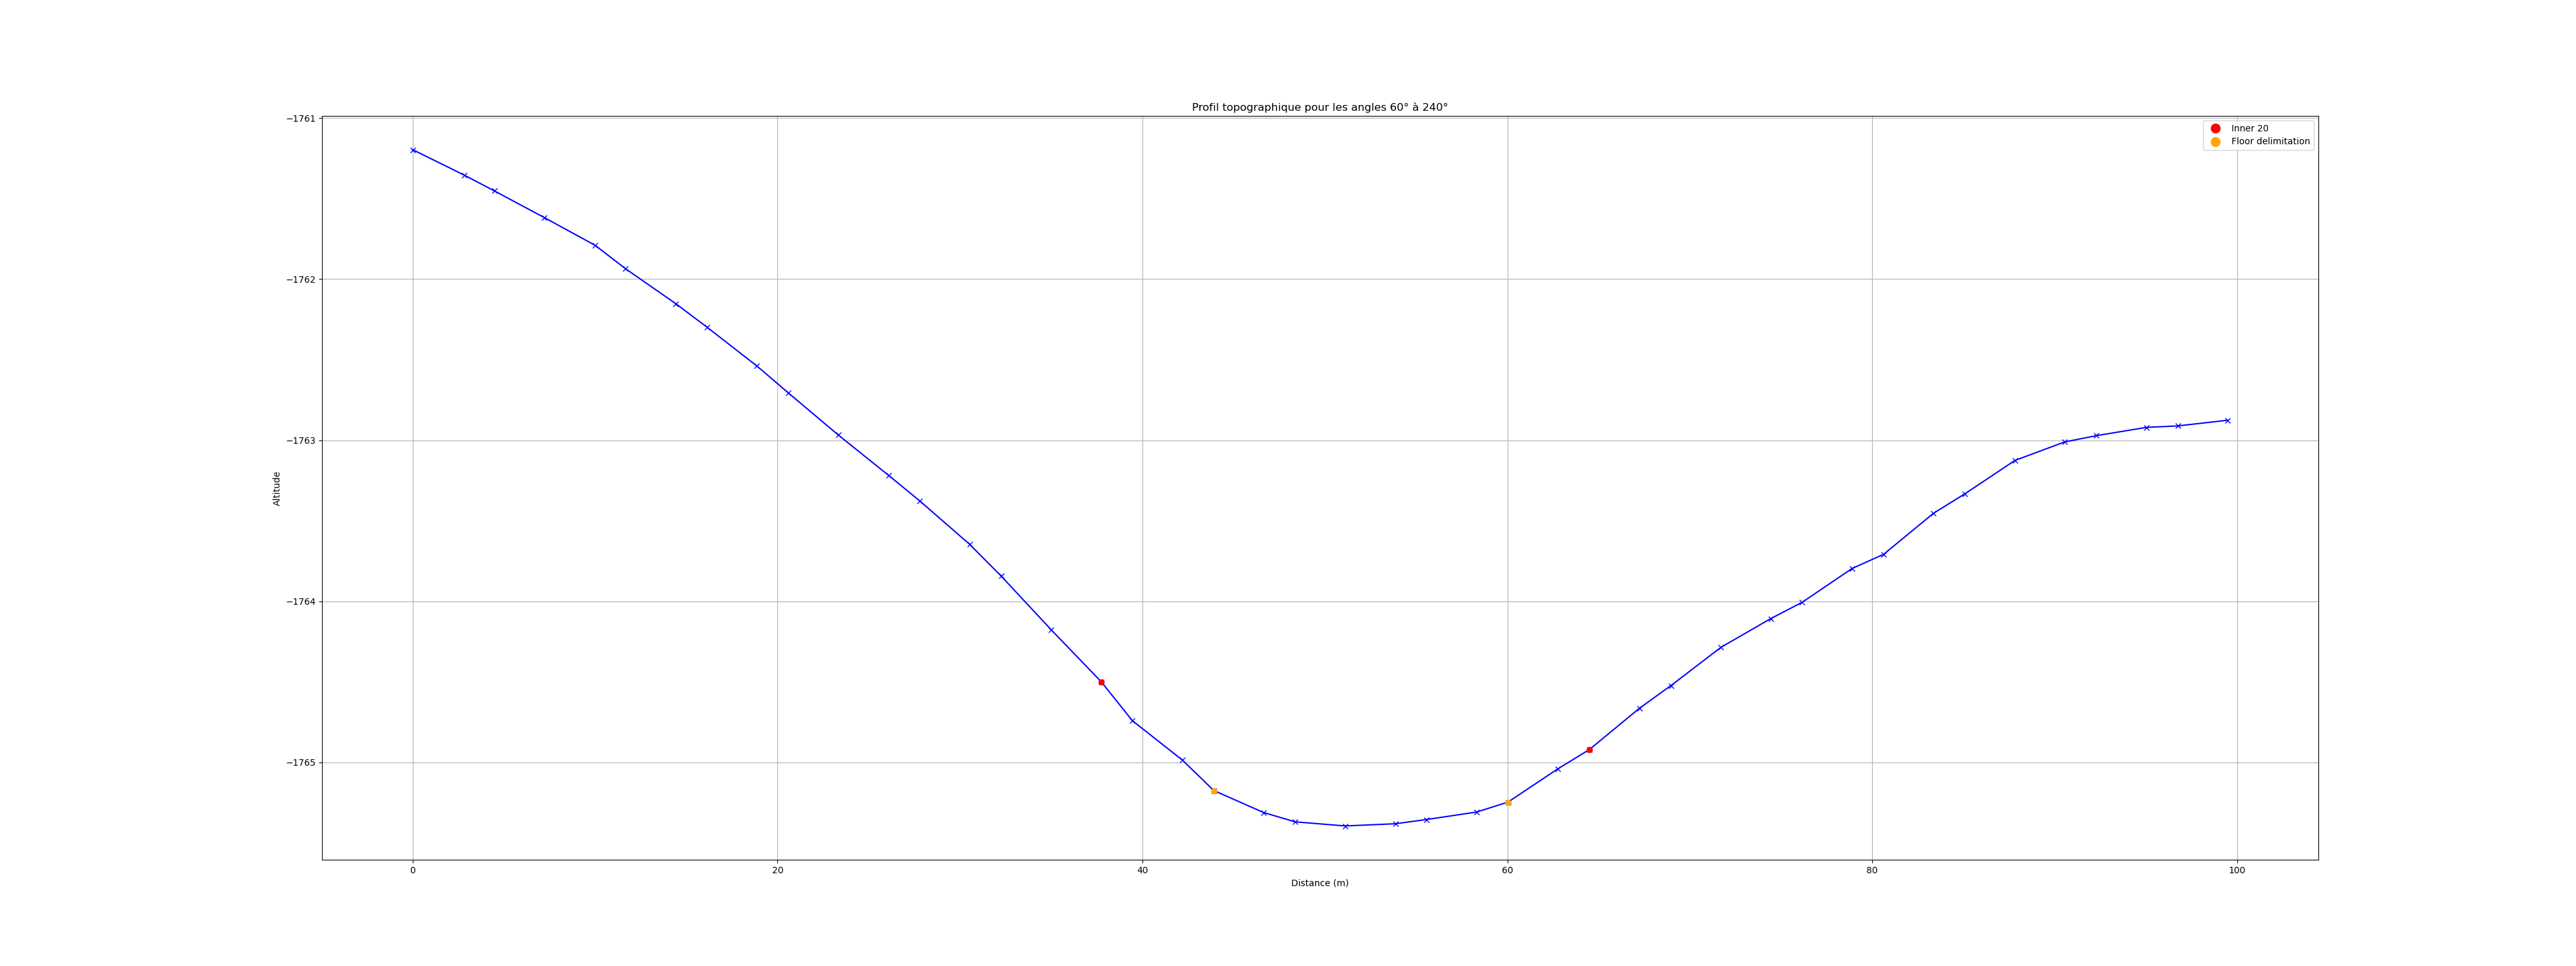 Profil topographique pour les angles 60° à 240°
Inner 20
Floor delimitation
Altitude
−1761
−1762
−1763
−1764
−1765
0 20 40 60 80 100
Distance (m)